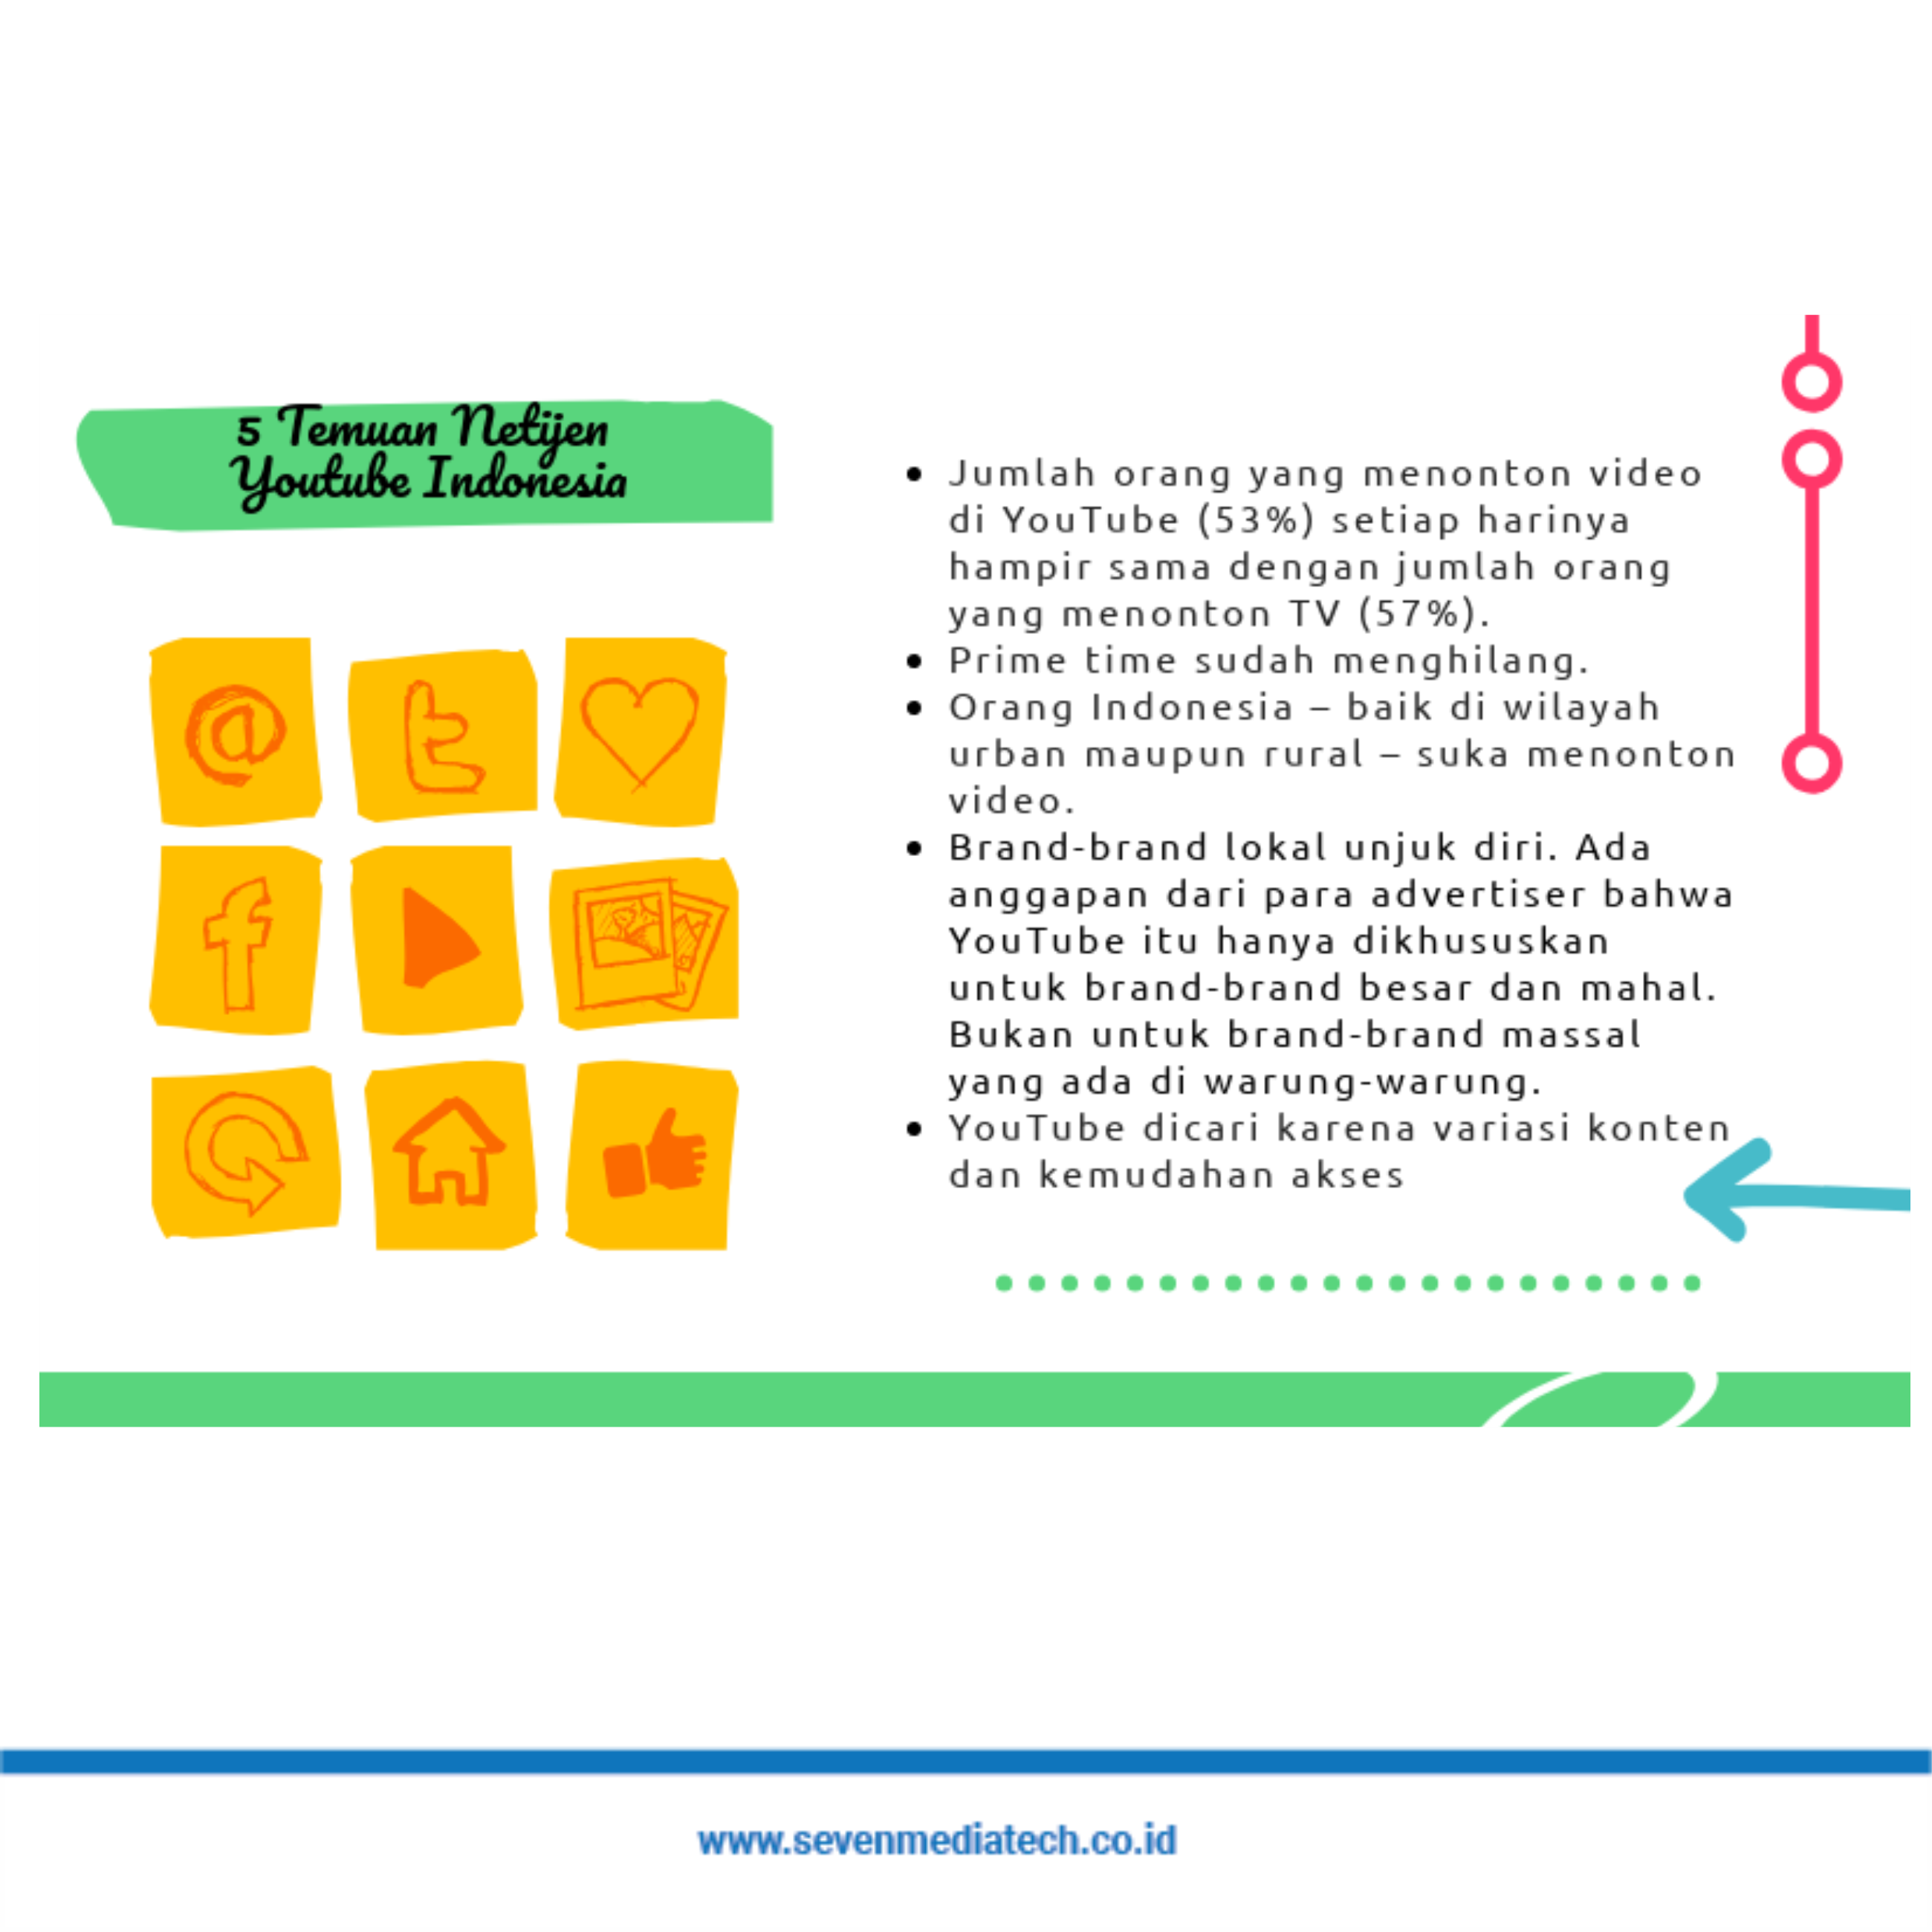 5 Temuan Netijen
Youtube Indonesia
• Jumlah orang yang menonton video
di YouTube (53%) setiap harinya
hampir sama dengan jumlah orang
yang menonton TV (57%).
• Prime time sudah menghilang.
• Orang Indonesia – baik di wilayah
urban maupun rural – suka menonton
video.
• Brand-brand lokal unjuk diri. Ada
anggapan dari para advertiser bahwa
YouTube itu hanya dikhususkan
untuk brand-brand besar dan mahal.
Bukan untuk brand-brand massal
yang ada di warung-warung.
• YouTube dicari karena variasi konten
dan kemudahan akses
www.sevenmediatech.co.id